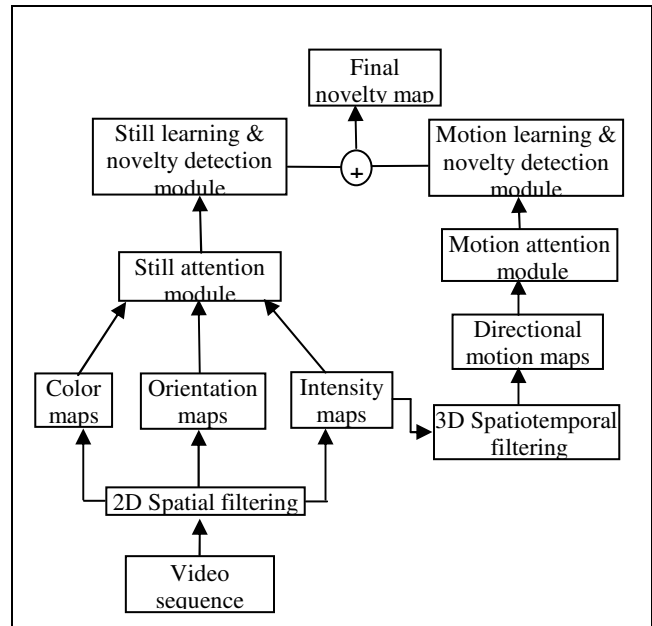 Final
novelty map
Still learning &
novelty detection
module
+
Motion learning &
novelty detection
module
Still attention
module
Motion attention
module
Directional
motion maps
Color
maps
Orientation
maps
Intensity
maps
3D Spatiotemporal
filtering
2D Spatial filtering
Video
sequence